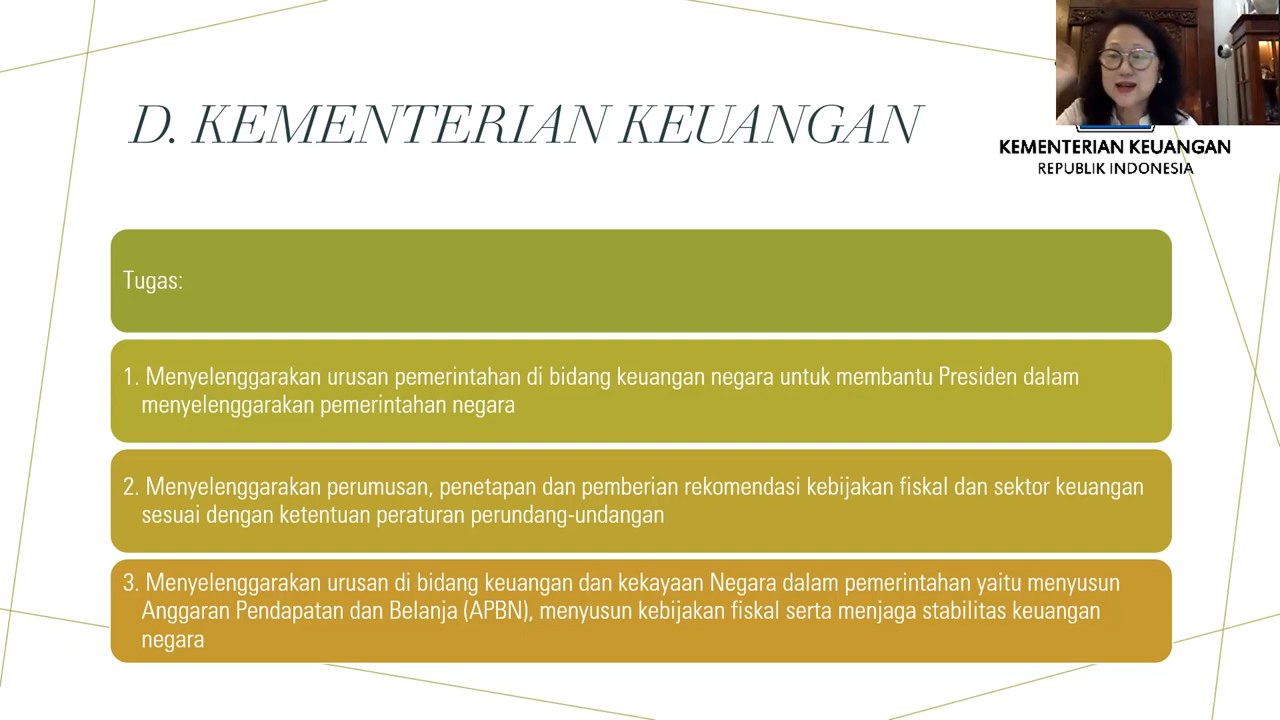 D. KEMENTERIAN KEUANGAN
KEMENTERIAN KEUANGAN
REPUBLIK INDONESIA
Tugas:
1. Menyelenggarakan urusan pemerintahan di bidang keuangan negara untuk membantu Presiden dalam
menyelenggarakan pemerintahan negara
2. Menyelenggarakan perumusan, penetapan dan pemberian rekomendasi kebijakan fiskal dan sektor keuangan
sesuai dengan ketentuan peraturan perundang-undangan
3. Menyelenggarakan urusan di bidang keuangan dan kekayaan Negara dalam pemerintahan yaitu menyusun
Anggaran Pendapatan dan Belanja (APBN), menyusun kebijakan fiskal serta menjaga stabilitas keuangan
negara